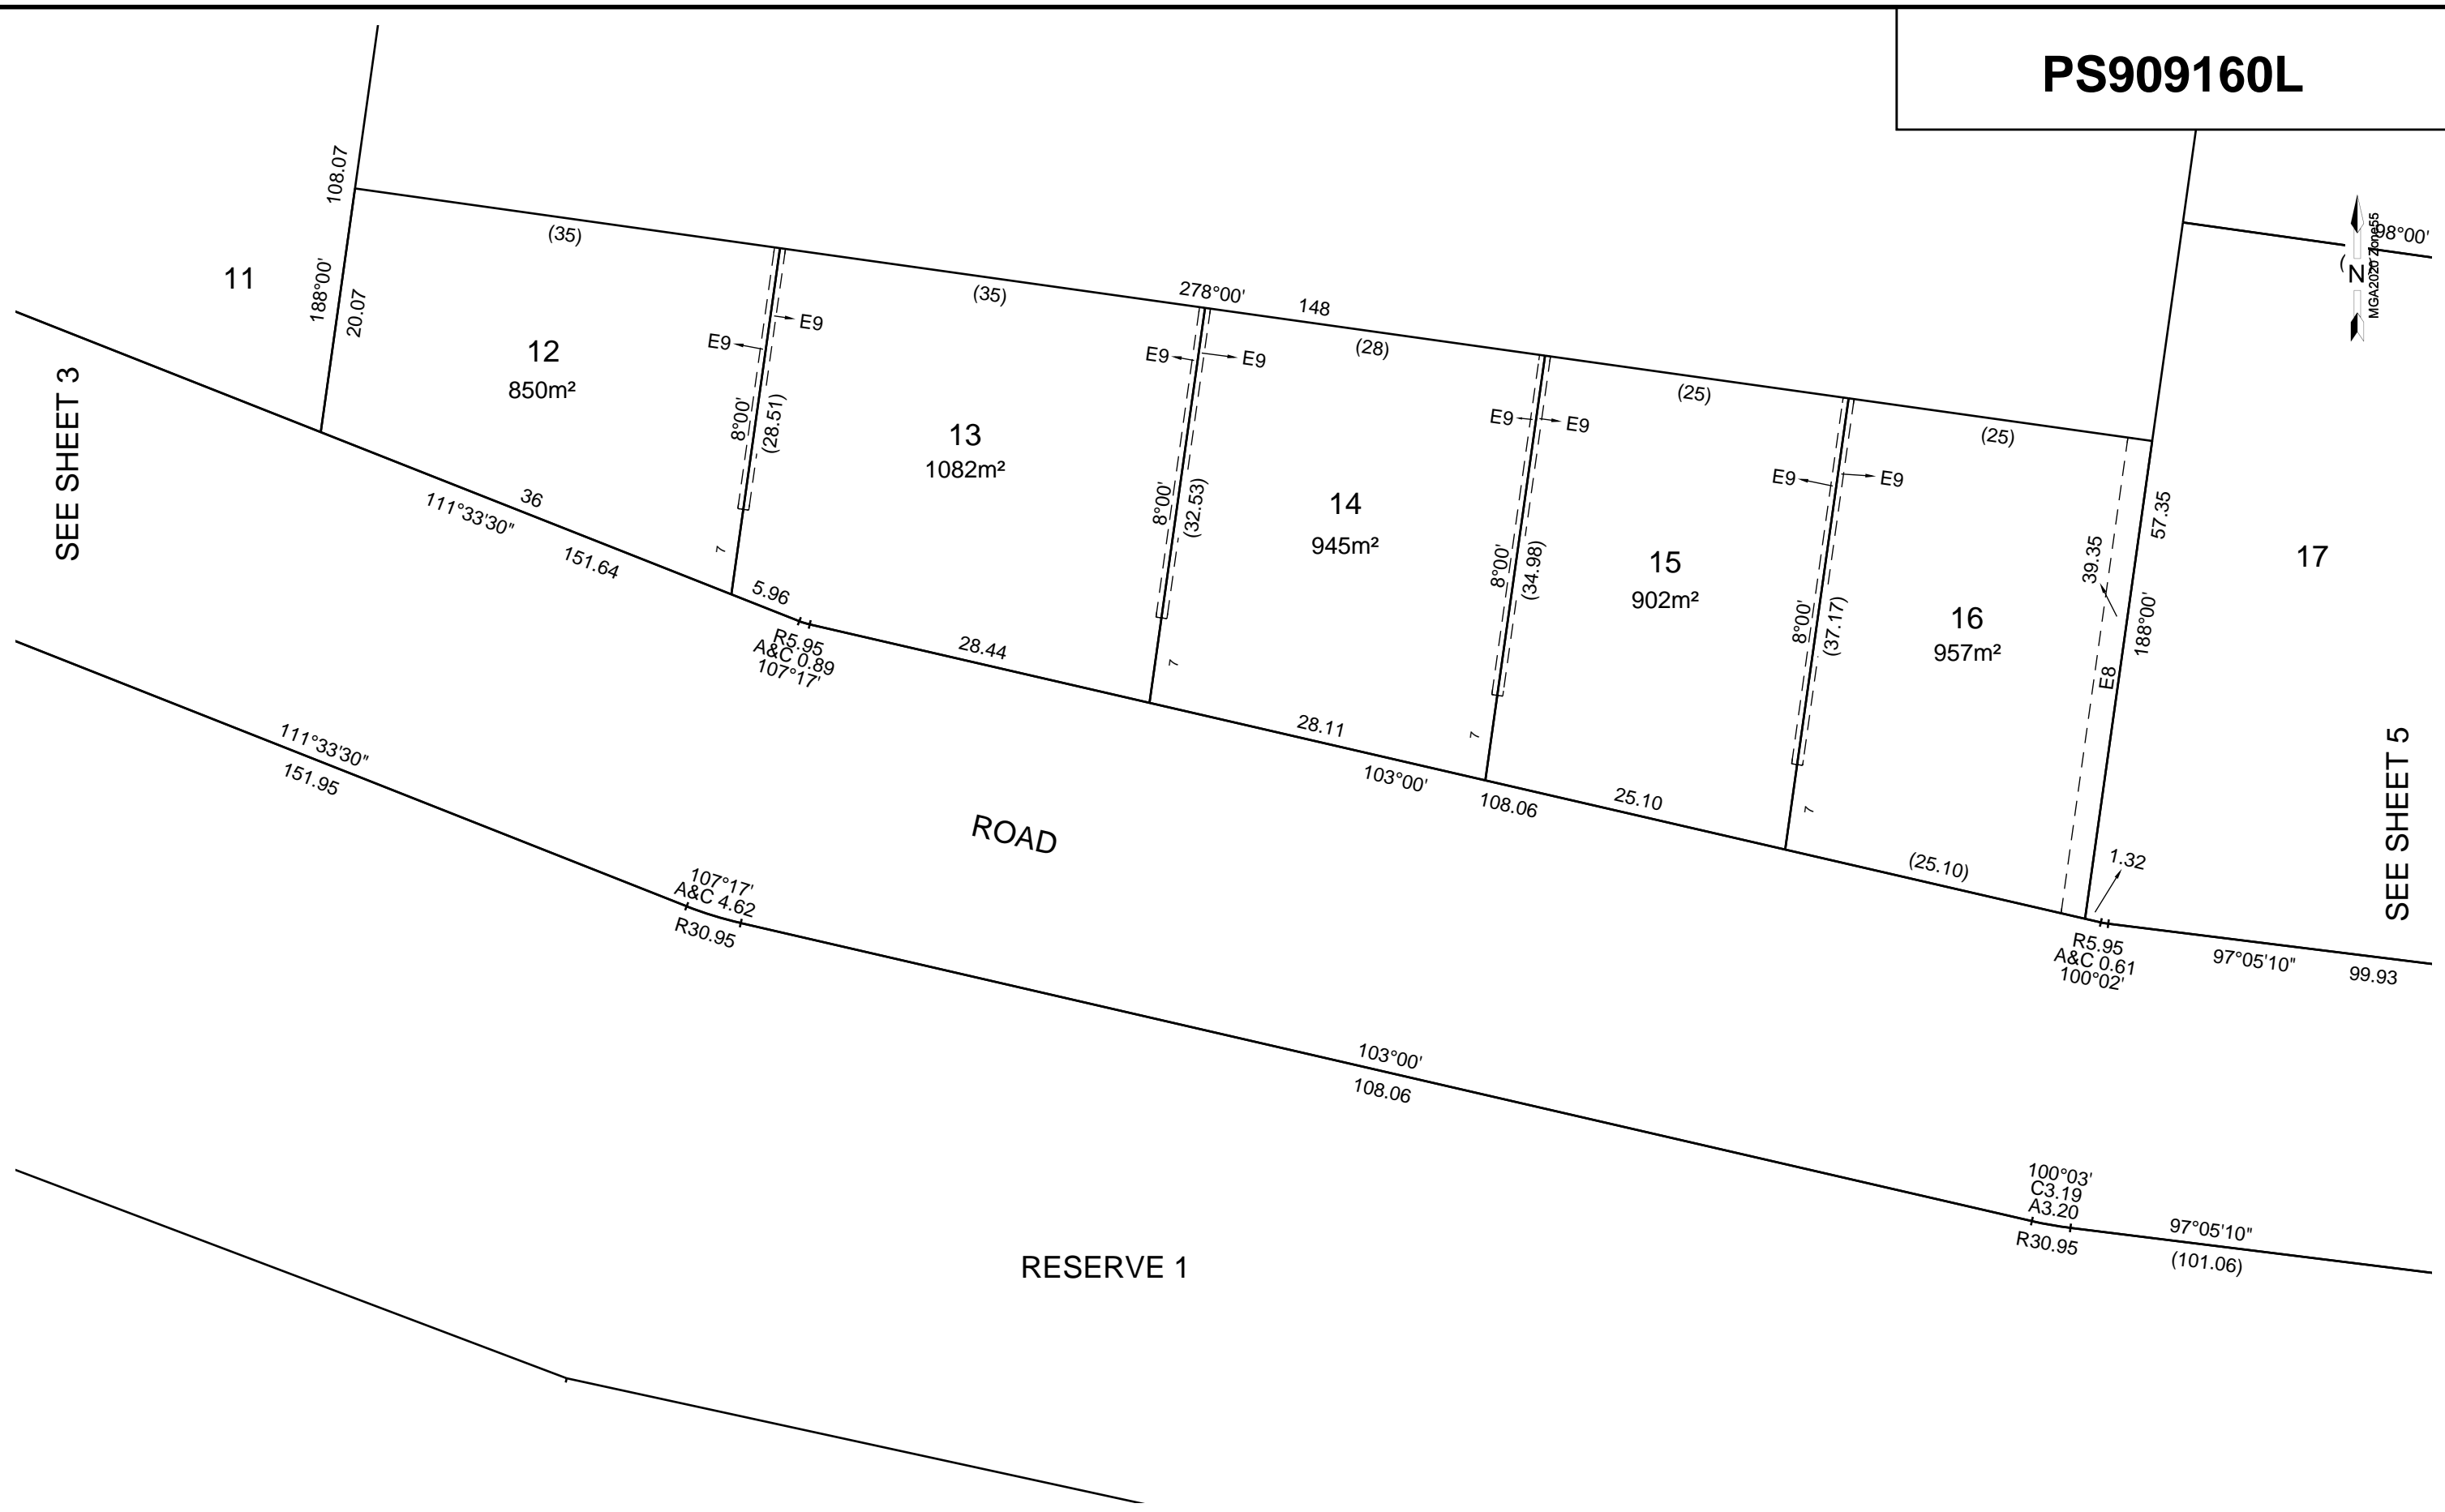 PS909160L
108.07
188°00'
20.07
11
(35)
(35)
278°00'
148
(28)
(25)
(25)
98°00'
(
N
MGA2020 Zone55
SEE SHEET 3
12
850m²
E9
E9
8°00'
(28.51)
7
13
1082m²
E9
E9
8°00'
(32.53)
7
14
945m²
E9
E9
8°00'
(34.98)
7
15
902m²
E9
E9
8°00'
(37.17)
7
16
957m²
39.35
E8
57.35
188°00'
17
SEE SHEET 5
36
111°33'30"
151.64
5.96
R5.95
A&C 0.89
107°17'
28.44
28.11
103°00'
108.06
25.10
(25.10)
1.32
R5.95
A&C 0.61
100°02'
97°05'10"
99.93
111°33'30"
151.95
ROAD
107°17'
A&C 4.62
R30.95
103°00'
108.06
100°03'
C3.19
A3.20
R30.95
97°05'10"
(101.06)
RESERVE 1